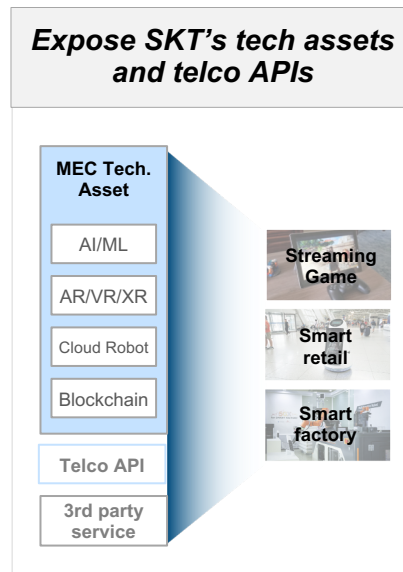 Expose SKT's tech assets
and telco APIs
MEC Tech.
Asset
AI/ML
AR/VR/XR
Cloud Robot
Blockchain
Telco API
3rd party
service
Streaming
Game
Smart
retail
Smart
factory